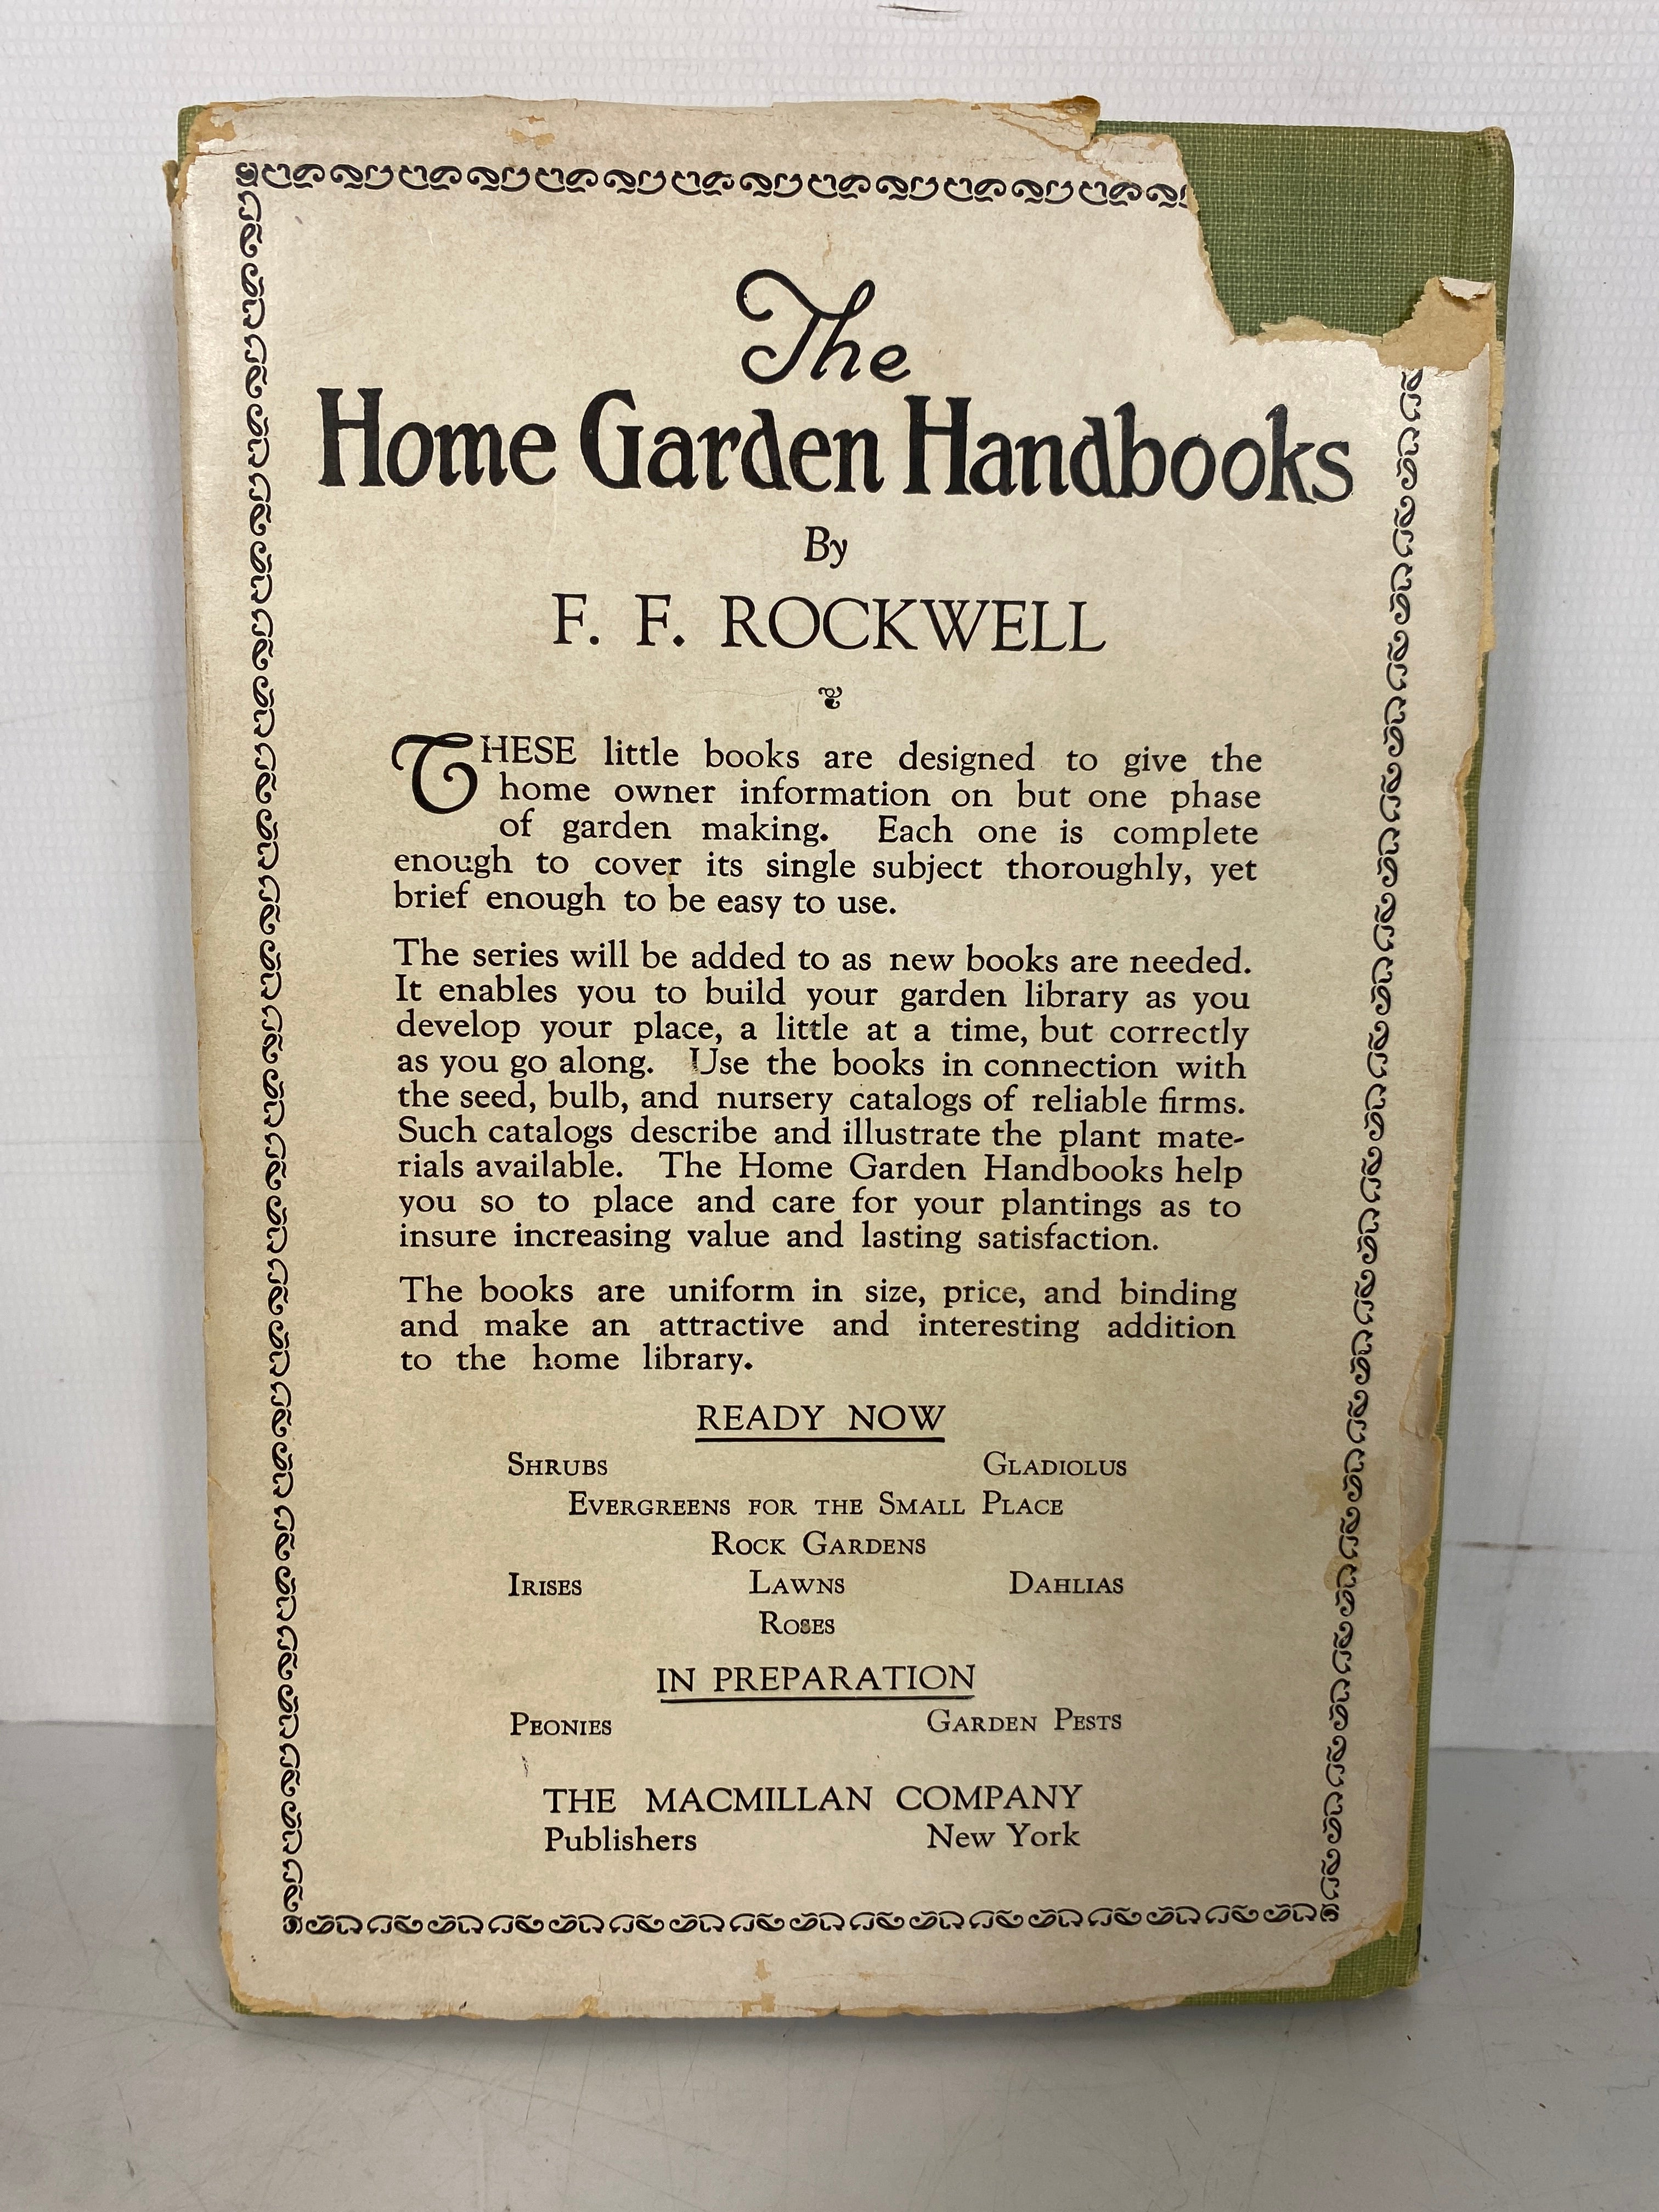 The
Home Garden Handbooks
By
F. F. ROCKWELL
THESE little books are designed to give the
home owner information on but one phase
of garden making. Each one is complete
enough to cover its single subject thoroughly, yet
brief enough to be easy to use.
The series will be added to as new books are needed.
It enables you to build your garden library as you
develop your place, a little at a time, but correctly
as you go along. Use the books in connection with
the seed, bulb, and nursery catalogs of reliable firms.
Such catalogs describe and illustrate the plant mate-
rials available. The Home Garden Handbooks help
you so to place and care for your plantings as to
insure increasing value and lasting satisfaction.
The books are uniform in size, price, and binding
and make an attractive and interesting addition
to the home library.
READY NOW
SHRUBS GLADIOLUS
EVERGREENS FOR THE SMALL PLACE
ROCK GARDENS
IRISES LAWNS DAHLIAS
ROSES
IN PREPARATION
PEONIES GARDEN PESTS
THE MACMILLAN COMPANY
Publishers New York